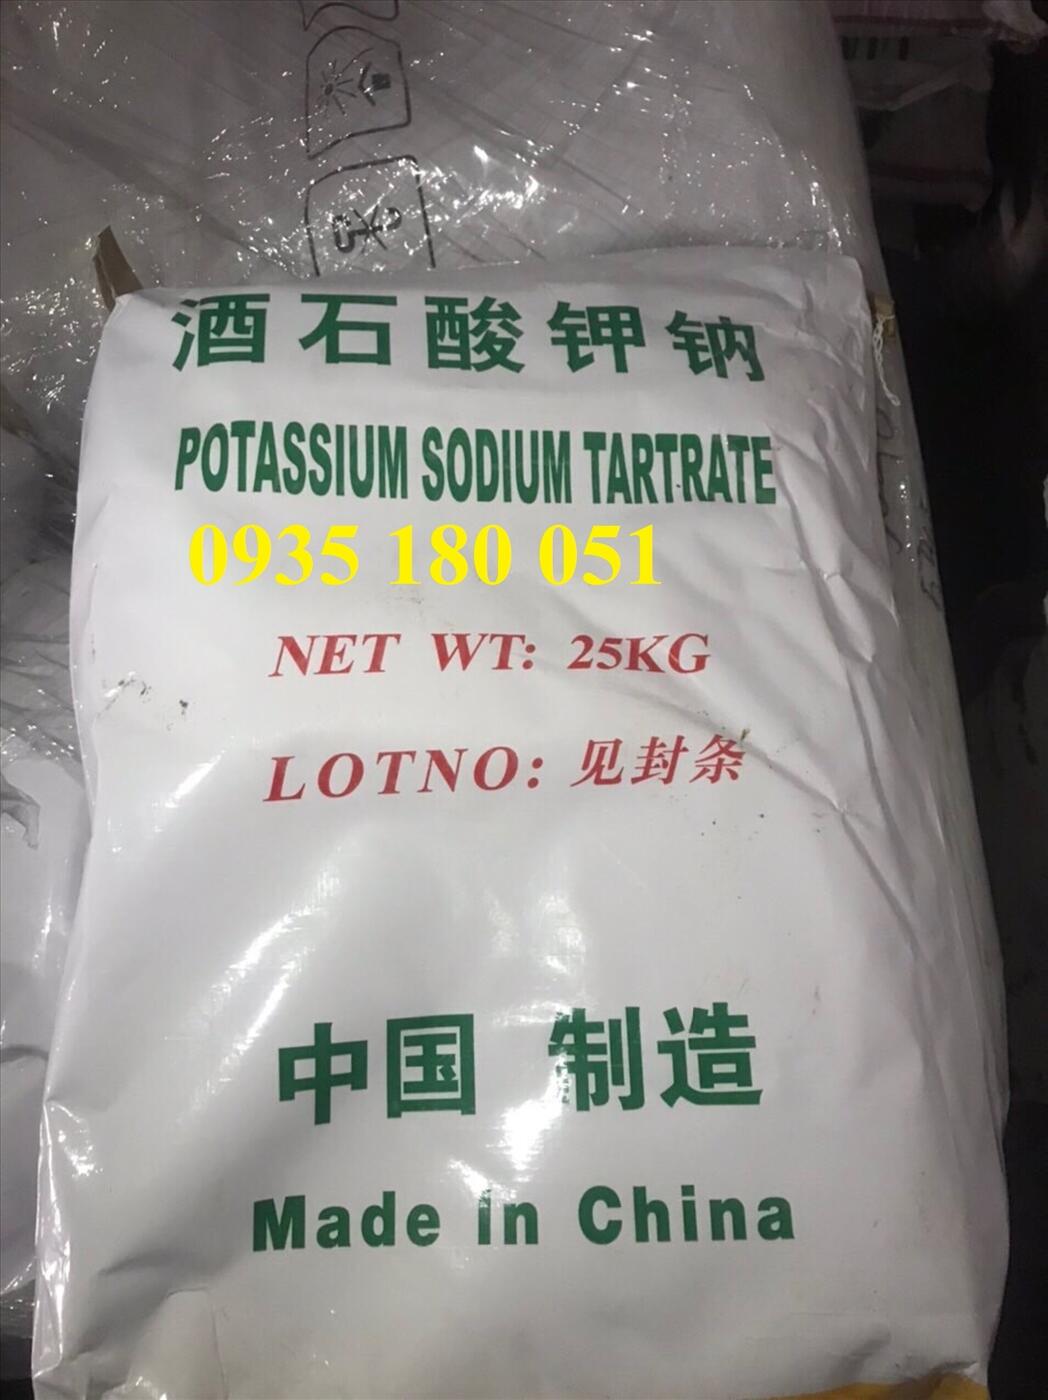 酒石酸钾钠
POTASSIUM SODIUM TARTRATE
0935 180 051
NET WT: 25KG
LOTNO: 见封条
中国 制造
Made in China